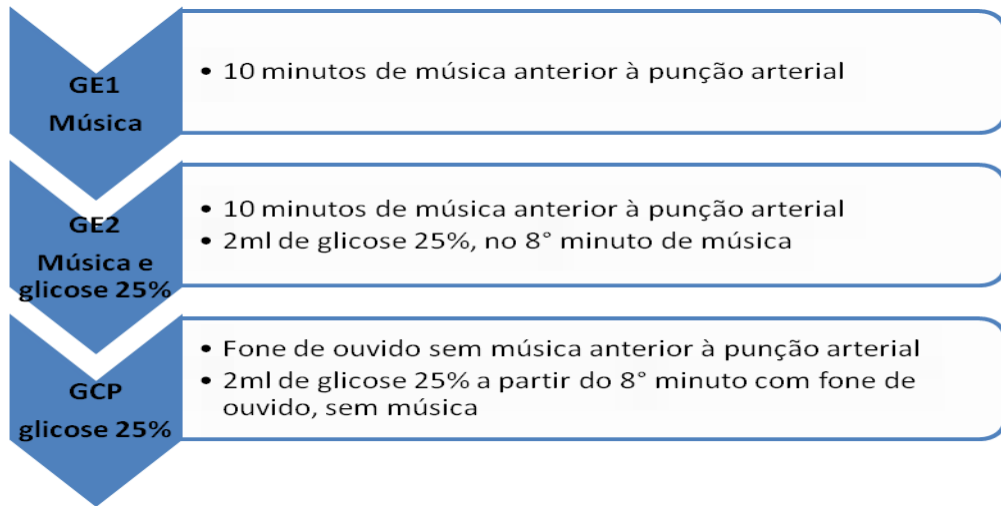 GE1
Música
• 10 minutos de música anterior à punção arterial
GE2
Música e
glicose 25%
• 10 minutos de música anterior à punção arterial
• 2ml de glicose 25%, no 8° minuto de música
GCP
glicose 25%
• Fone de ouvido sem música anterior à punção arterial
• 2ml de glicose 25% a partir do 8° minuto com fone de
ouvido, sem música